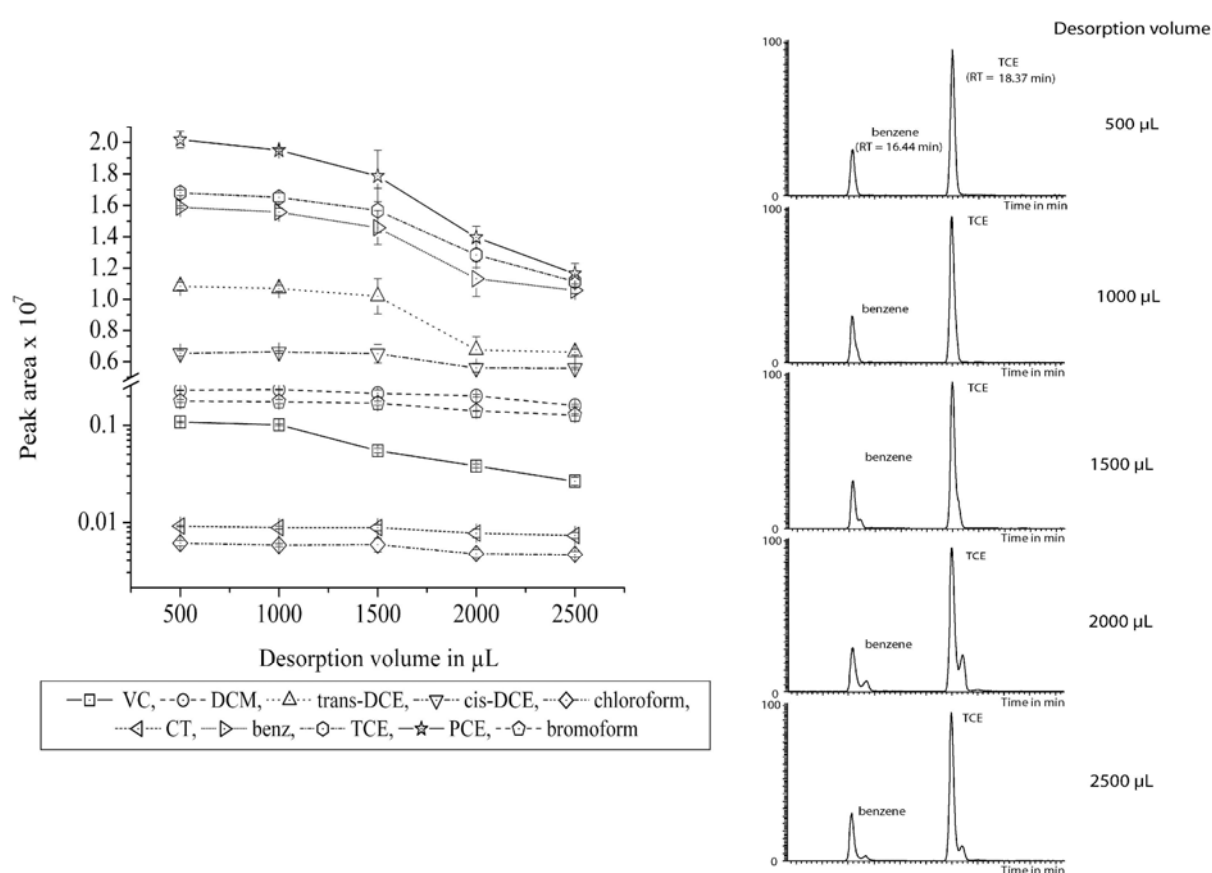 2.0
1.8
1.6
1.4
1.2
1.0
0.8
0.6
0.1
0.01
Peak area x 10⁷
500 1000 1500 2000 2500
Desorption volume in µL
VC, DCM, trans-DCE, cis-DCE, chloroform,
CT, benz, TCE, PCE, bromoform
Desorption volume
100
TCE
(RT = 18.37 min)
500 µL
benzene
(RT = 16.44 min)
0
Time in min
100
TCE
1000 µL
benzene
0
Time in min
100
TCE
benzene
1500 µL
0
Time in min
100
TCE
2000 µL
benzene
0
Time in min
100
TCE
2500 µL
benzene
0
Time in min